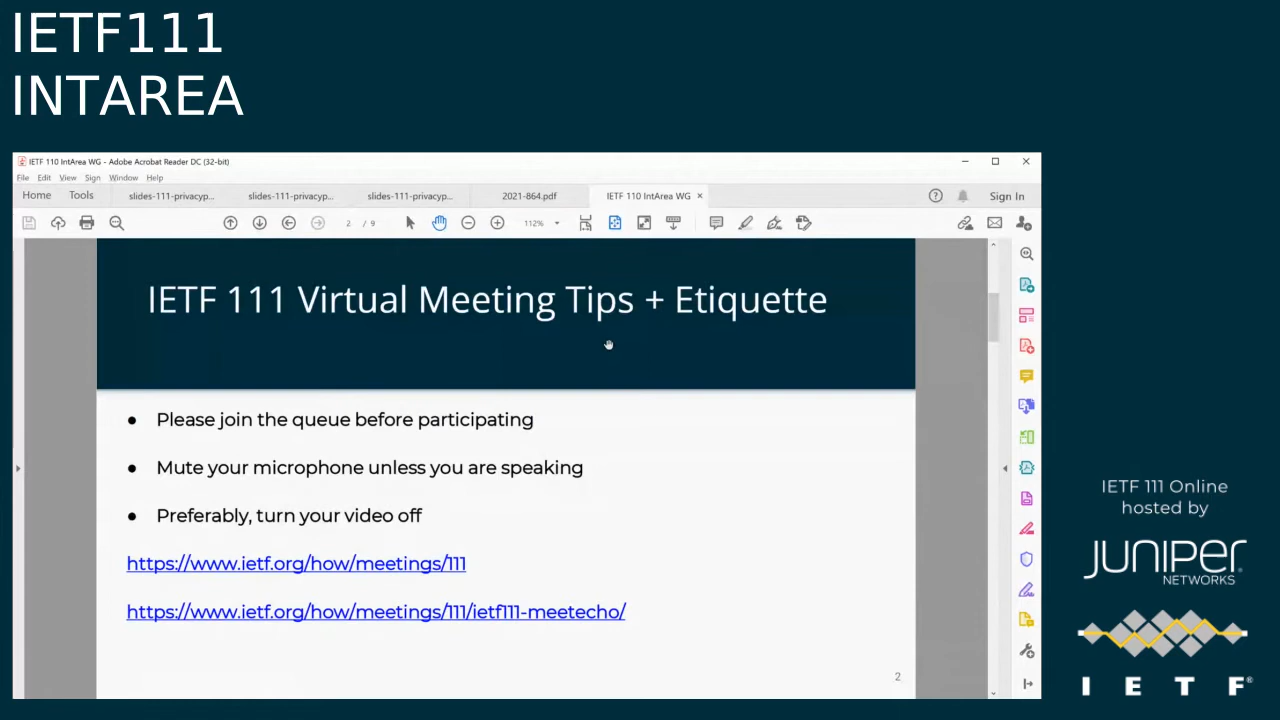 IETF111
INTAREA
IETF 110 IntArea WG - Adobe Acrobat Reader DC (32-bit)
File Edit View Sign Window Help
Home Tools slides-111-privacyp... slides-111-privacyp... slides-111-privacyp... 2021-864.pdf IETF 110 IntArea WG × Sign In
2 / 9 112%
IETF 111 Virtual Meeting Tips + Etiquette
● Please join the queue before participating
● Mute your microphone unless you are speaking
● Preferably, turn your video off
https://www.ietf.org/how/meetings/111
https://www.ietf.org/how/meetings/111/ietf111-meetecho/
2
IETF 111 Online
hosted by
JUNIPEr
NETWORKS
I E T F®